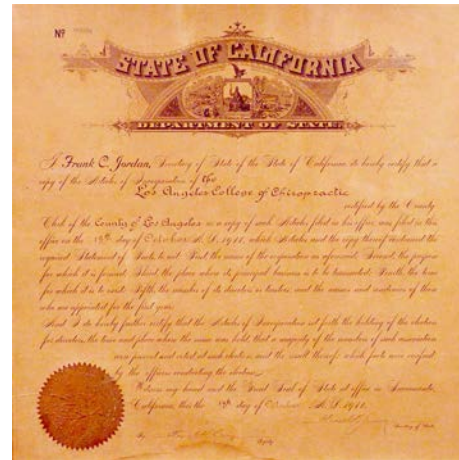 No
STATE OF CALIFORNIA
DEPARTMENT OF STATE
I Frank C. Jordan, Secretary of State of the State of California do hereby certify that a
copy of the Articles of Incorporation of the
Los Angeles College of Chiropractic
certified by the County
Clerk of the County of Los Angeles as a copy of such Articles filed in his office was filed in this
office on the day of October A.D. 1911, which Articles and the copy thereof contained the
required Statement of Facts to wit: First the name of the corporation as aforesaid; Second, the purpose
for which it is formed; Third the place where its principal business is to be transacted; Fourth the term
for which it is to exist; Fifth the number of its directors or trustees and the names and residences of those
who are appointed for the first year.
And I do hereby further certify that the Articles of Incorporation set forth the holding of the election
for directors, the time and place where the same was held, that a majority of the members of such association
were present and voted at such election, and the result thereof; which facts were verified
by the officers conducting the election.
Witness my hand and the Great Seal of State at office in Sacramento,
California, this the day of October A.D. 1911.
Secretary of State
By
Deputy